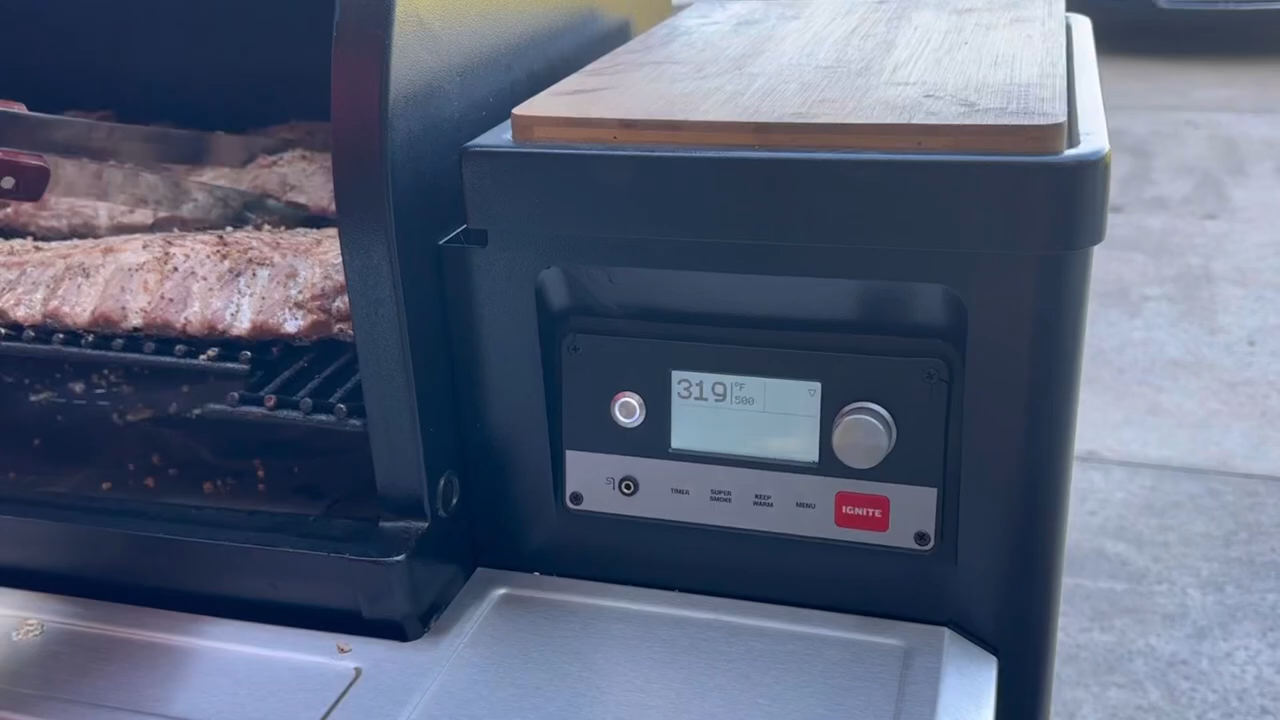 319 °F
500
TIMER
SUPER
SMOKE
KEEP
WARM
MENU
IGNITE